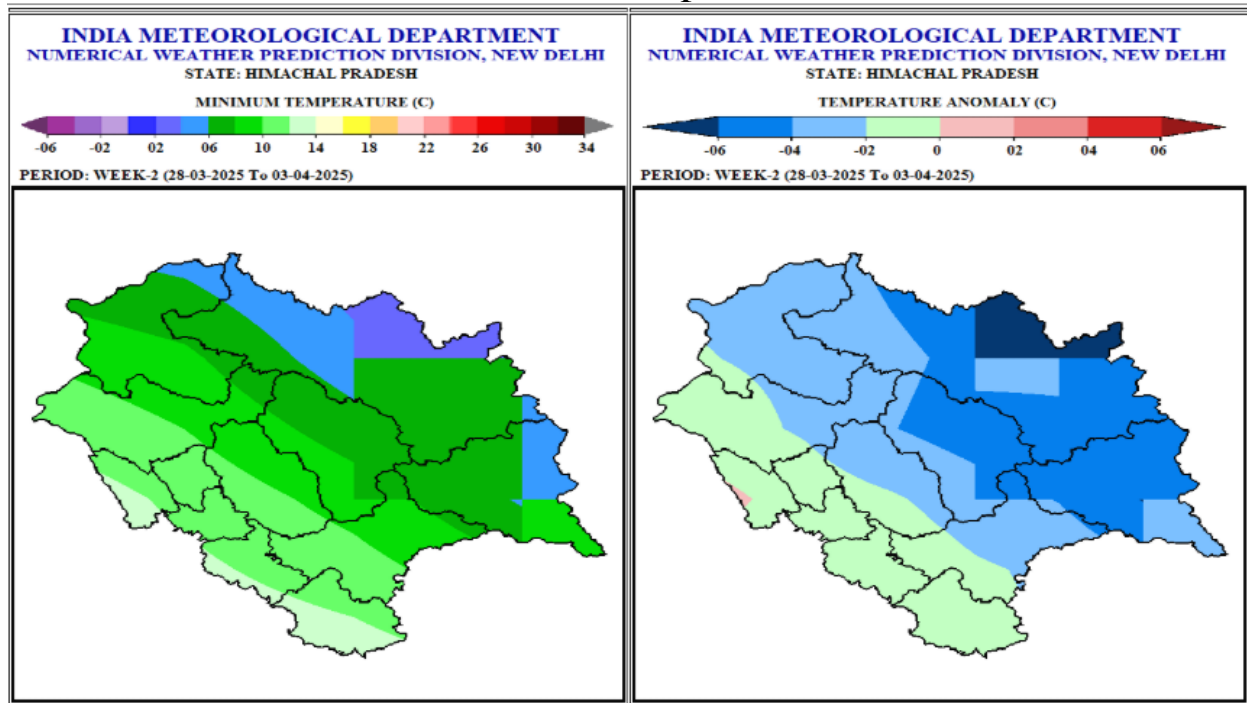 INDIA METEOROLOGICAL DEPARTMENT
NUMERICAL WEATHER PREDICTION DIVISION, NEW DELHI
STATE: HIMACHAL PRADESH
MINIMUM TEMPERATURE (C)
-06 -02 02 06 10 14 18 22 26 30 34
PERIOD: WEEK-2 (28-03-2025 To 03-04-2025)
INDIA METEOROLOGICAL DEPARTMENT
NUMERICAL WEATHER PREDICTION DIVISION, NEW DELHI
STATE: HIMACHAL PRADESH
TEMPERATURE ANOMALY (C)
-06 -04 -02 0 02 04 06
PERIOD: WEEK-2 (28-03-2025 To 03-04-2025)